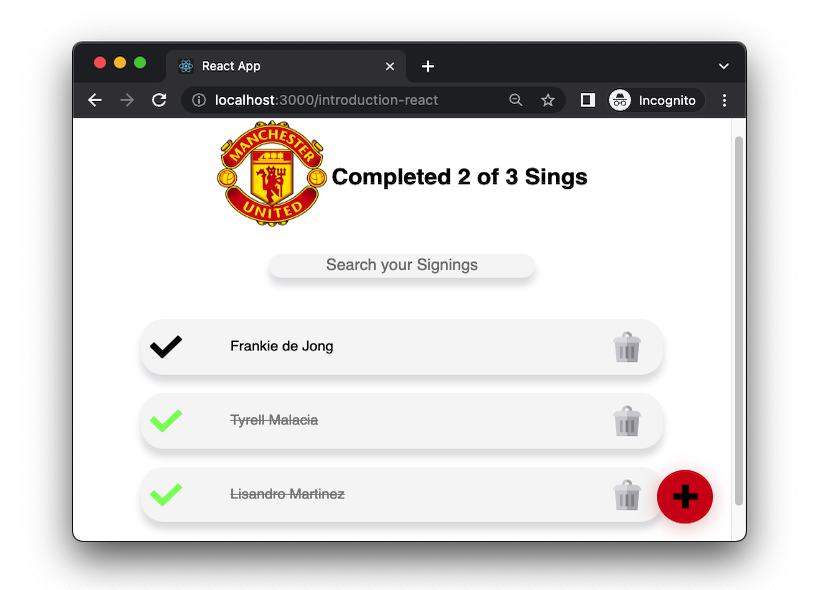 React App
localhost:3000/introduction-react
Incognito
MANCHESTER
UNITED
Completed 2 of 3 Sings
Search your Signings
Frankie de Jong
Tyrell Malacia
Lisandro Martinez